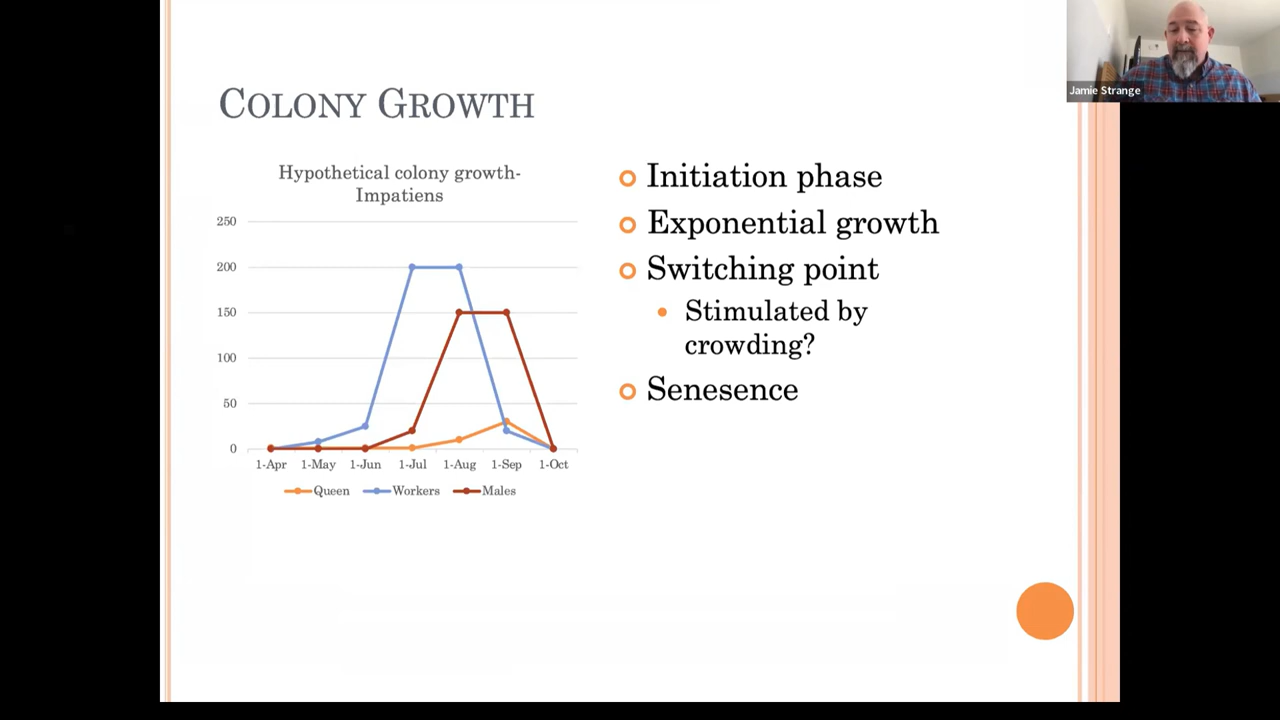 Jamie Strange
COLONY GROWTH
Hypothetical colony growth-
Impatiens
250
200
150
100
50
0
1-Apr 1-May 1-Jun 1-Jul 1-Aug 1-Sep 1-Oct
Queen Workers Males
Initiation phase
Exponential growth
Switching point
Stimulated by
crowding?
Senesence